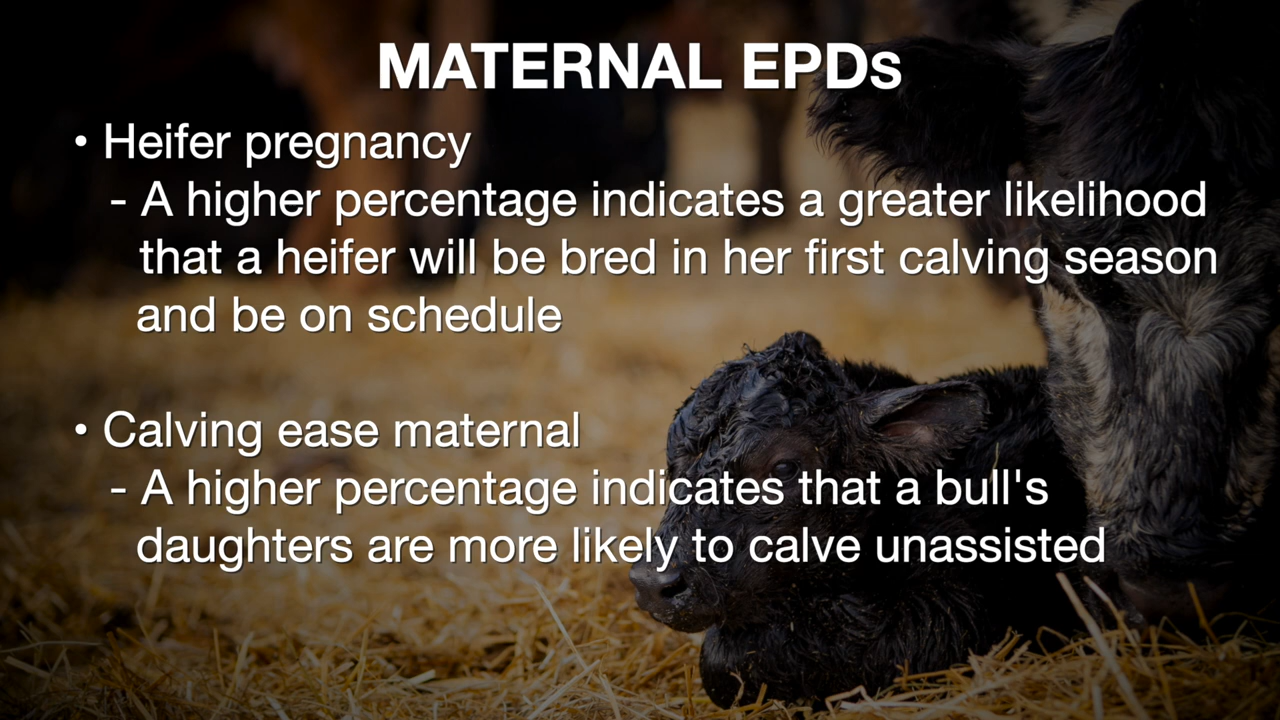 MATERNAL EPDs
• Heifer pregnancy
- A higher percentage indicates a greater likelihood
that a heifer will be bred in her first calving season
and be on schedule
• Calving ease maternal
- A higher percentage indicates that a bull's
daughters are more likely to calve unassisted